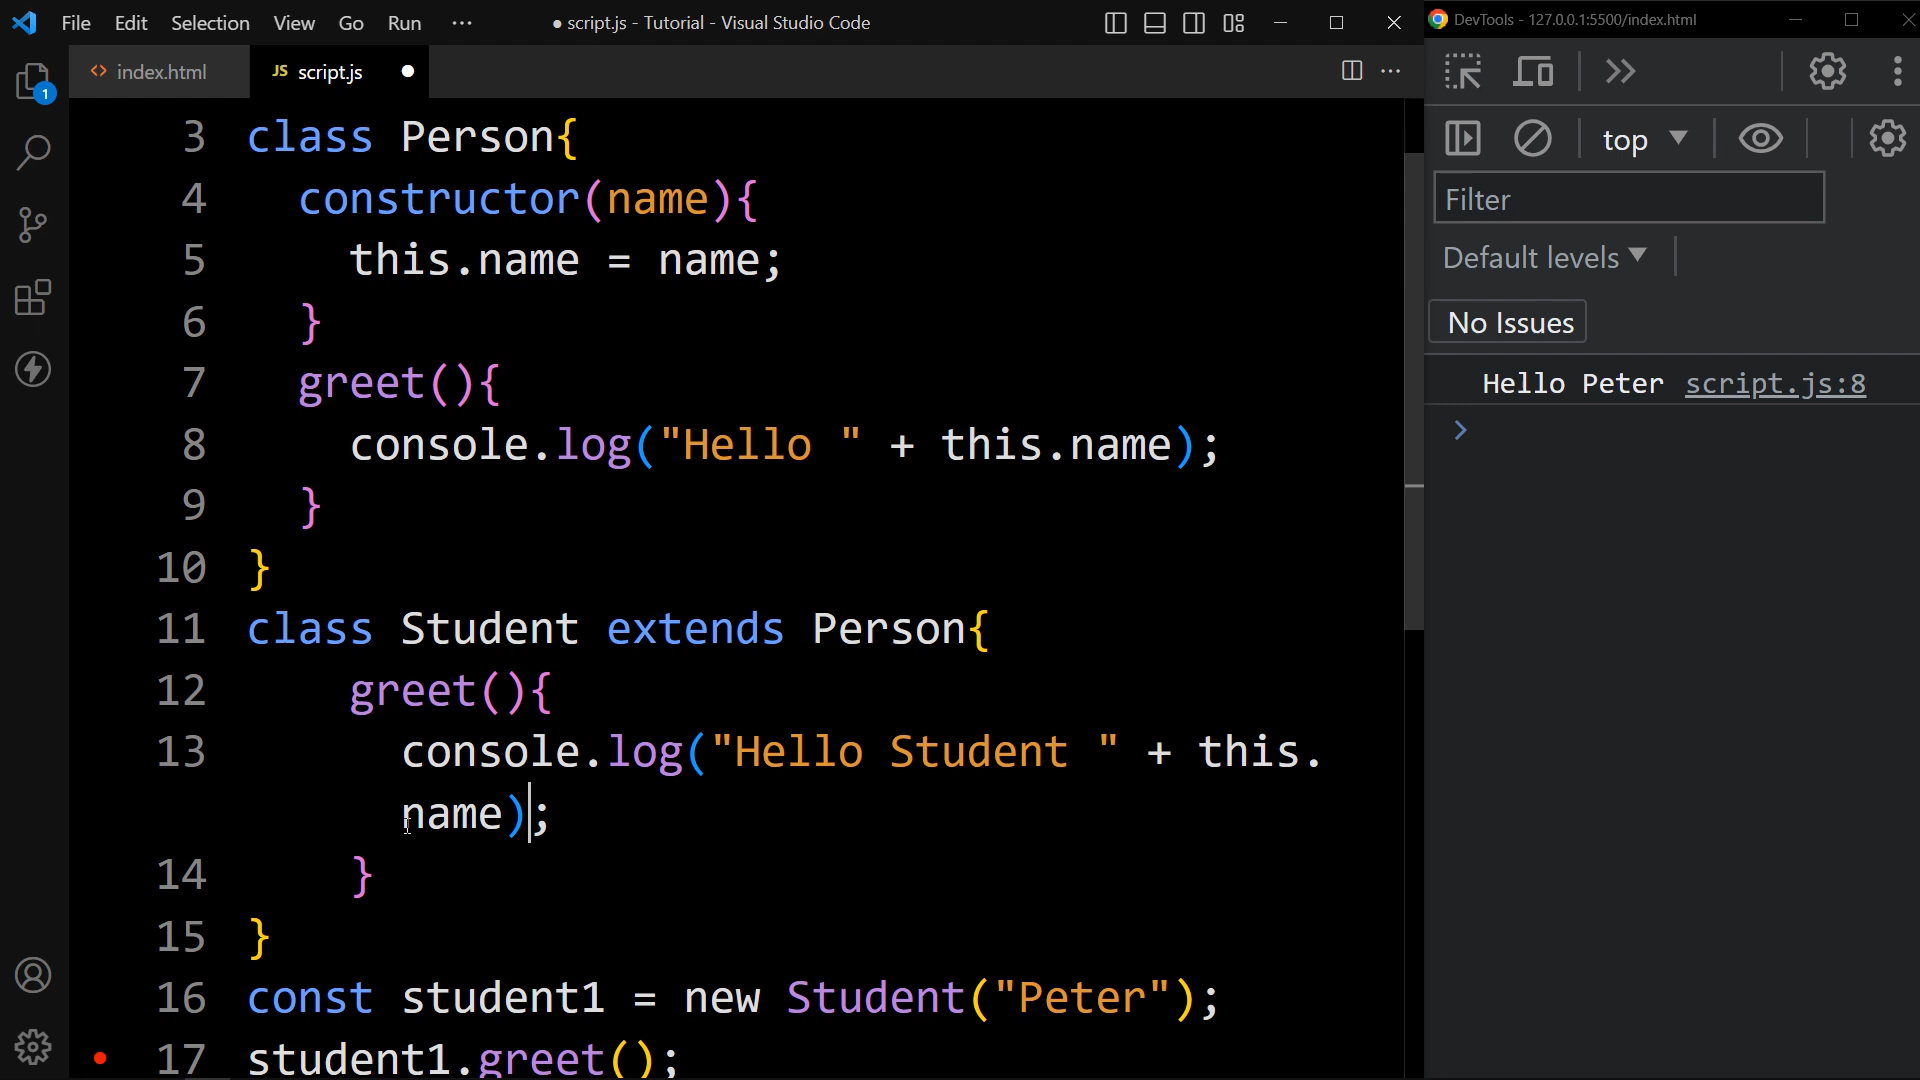 File Edit Selection View Go Run ··· ● script.js - Tutorial - Visual Studio Code
<> index.html JS script.js ●
1
3 class Person{
4 constructor(name){
5 this.name = name;
6 }
7 greet(){
8 console.log("Hello " + this.name);
9 }
10 }
11 class Student extends Person{
12 greet(){
13 console.log("Hello Student " + this.
name);
14 }
15 }
16 const student1 = new Student("Peter");
17 student1.greet();
DevTools - 127.0.0.1:5500/index.html
top ▼
Filter
Default levels ▼
No Issues
Hello Peter script.js:8
>